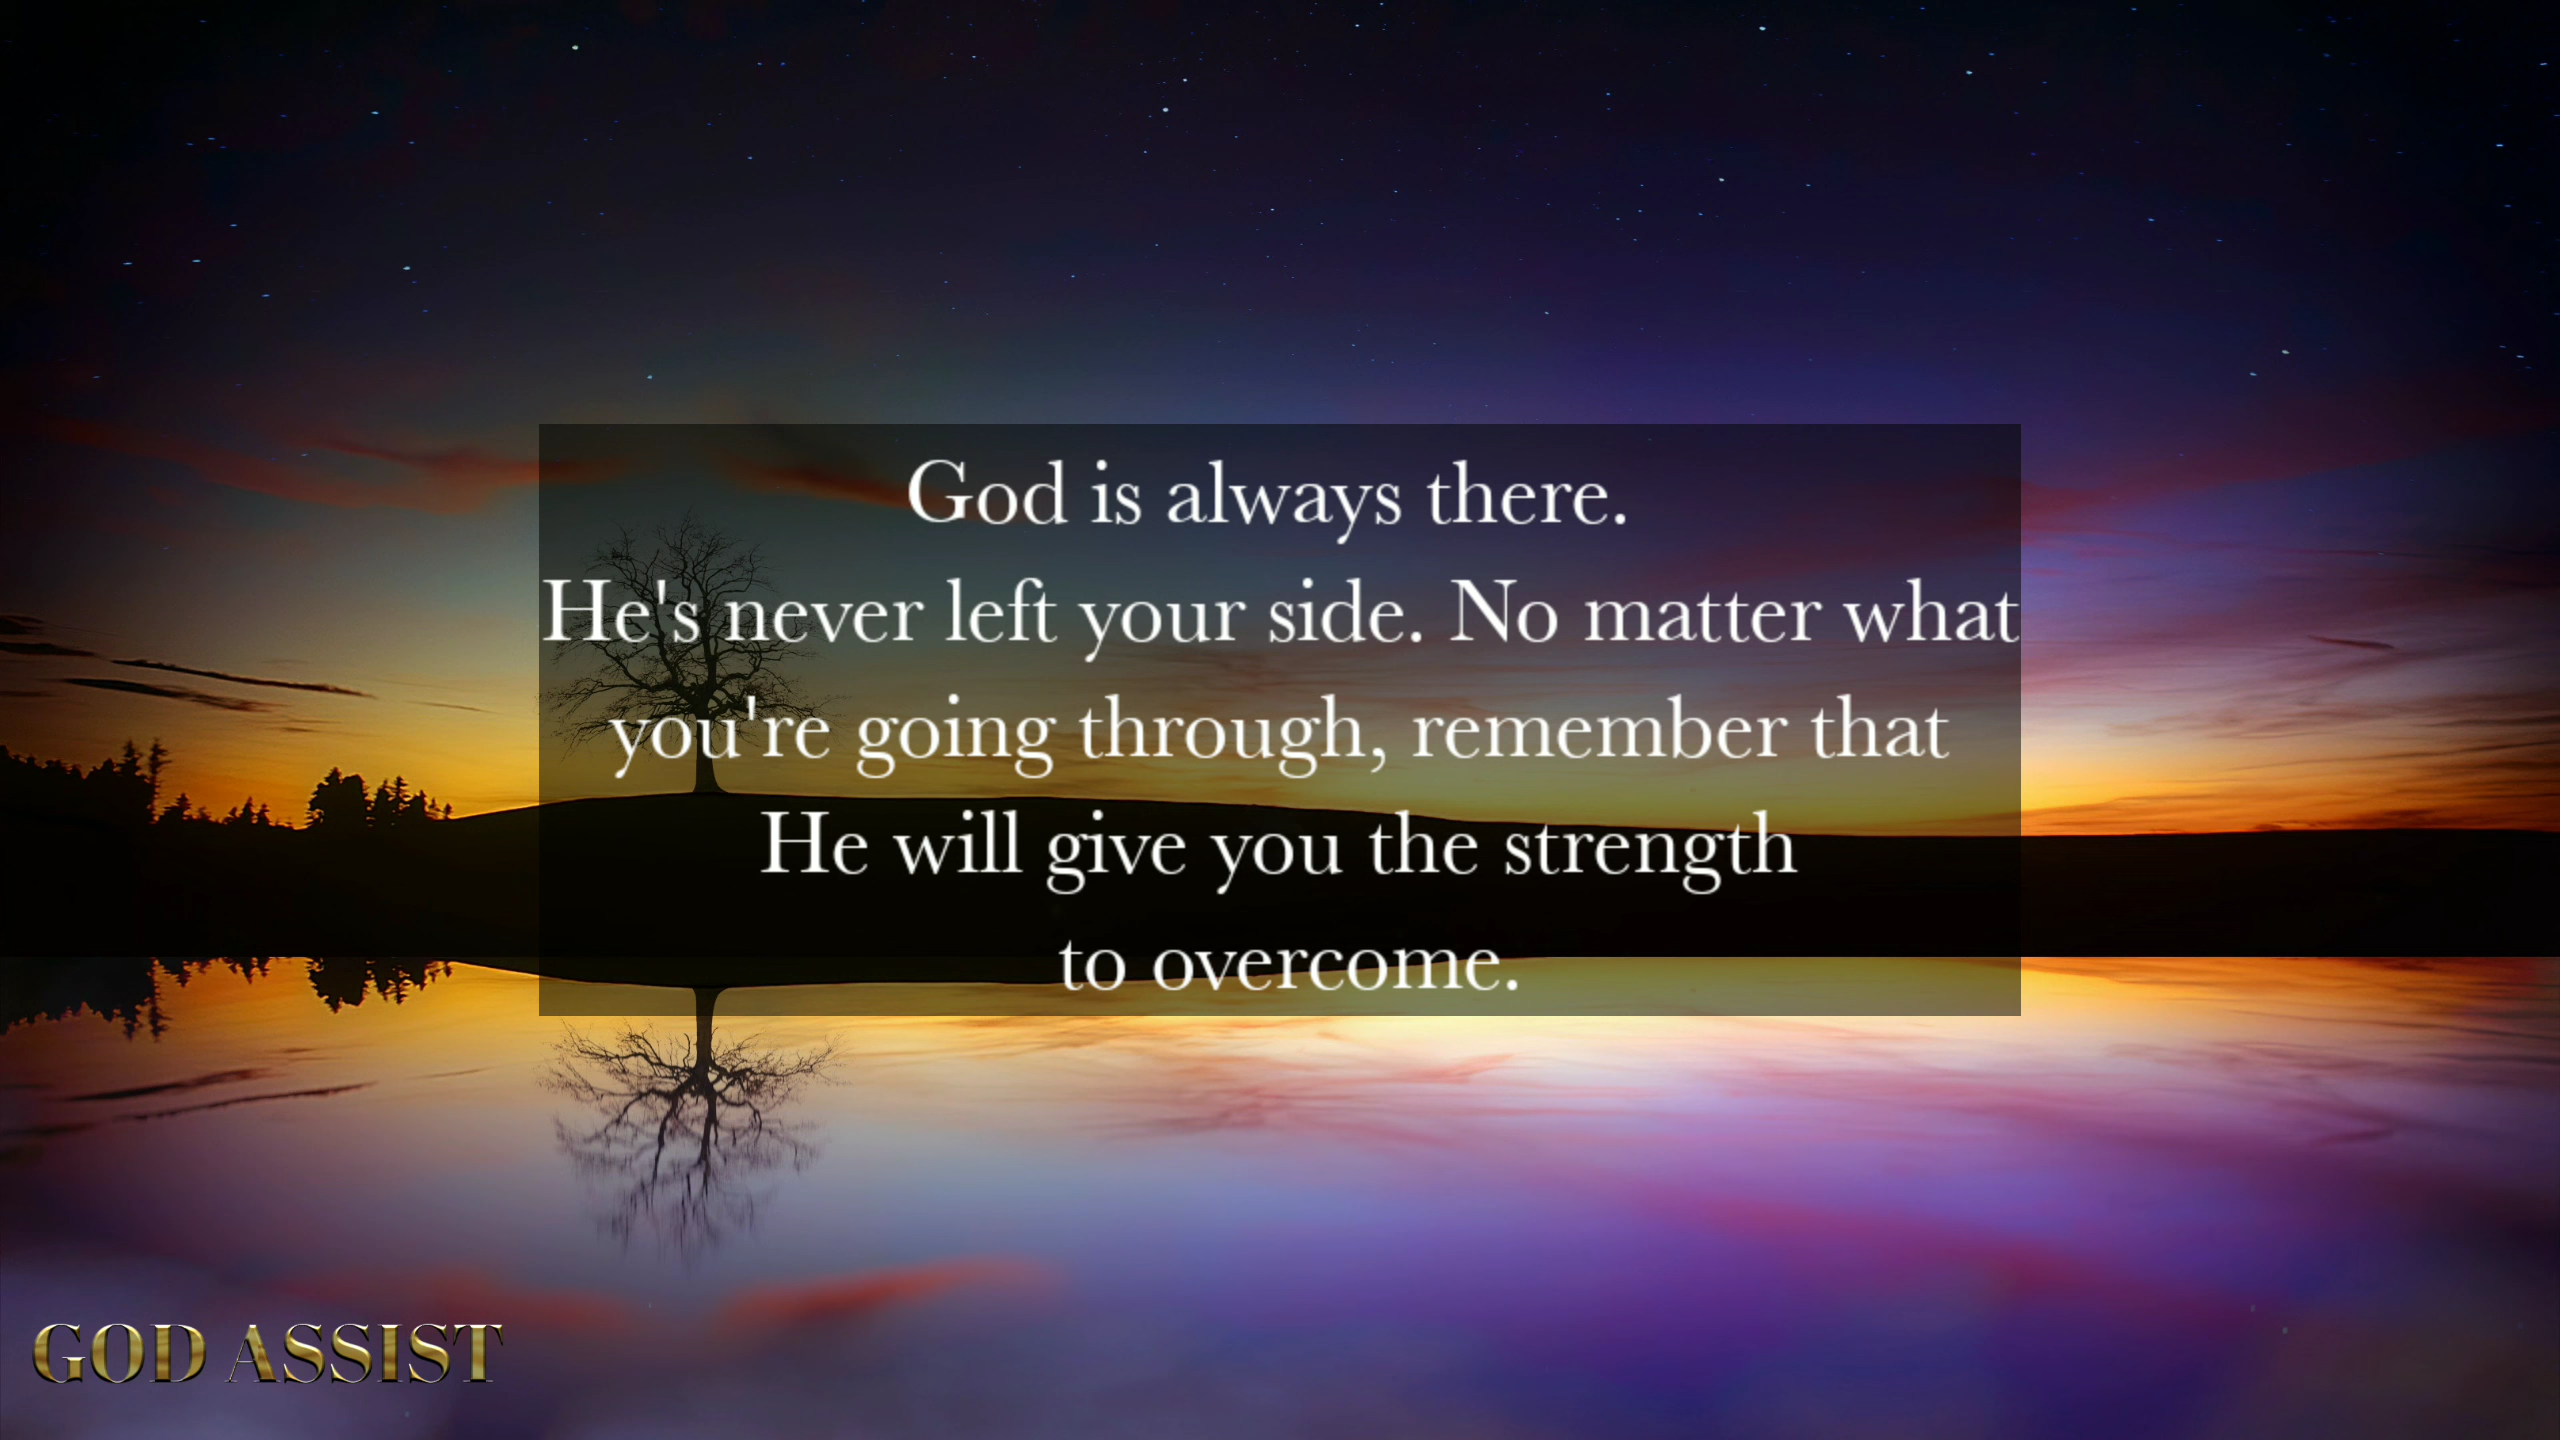 God is always there.
He's never left your side. No matter what
you're going through, remember that
He will give you the strength
to overcome.
GOD ASSIST